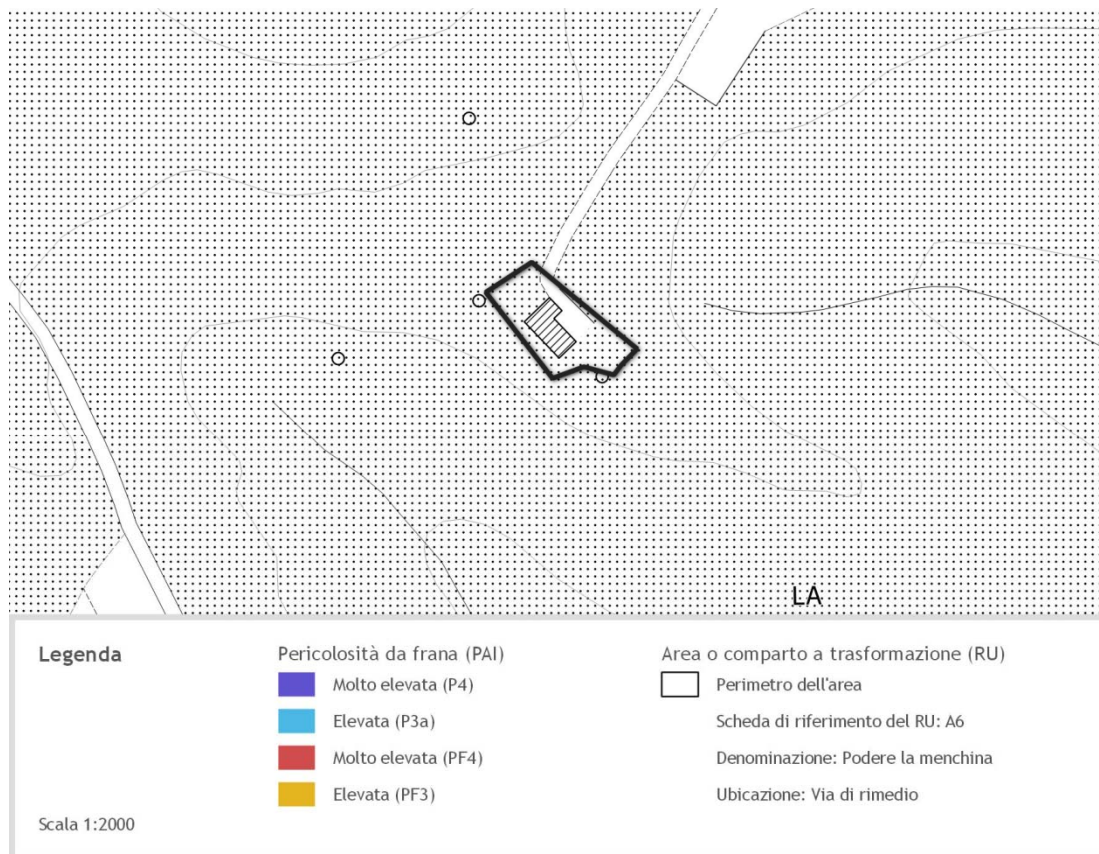 LA
Legenda
Pericolosità da frana (PAI)
Molto elevata (P4)
Elevata (P3a)
Molto elevata (PF4)
Elevata (PF3)
Area o comparto a trasformazione (RU)
Perimetro dell'area
Scheda di riferimento del RU: A6
Denominazione: Podere la menchina
Ubicazione: Via di rimedio
Scala 1:2000